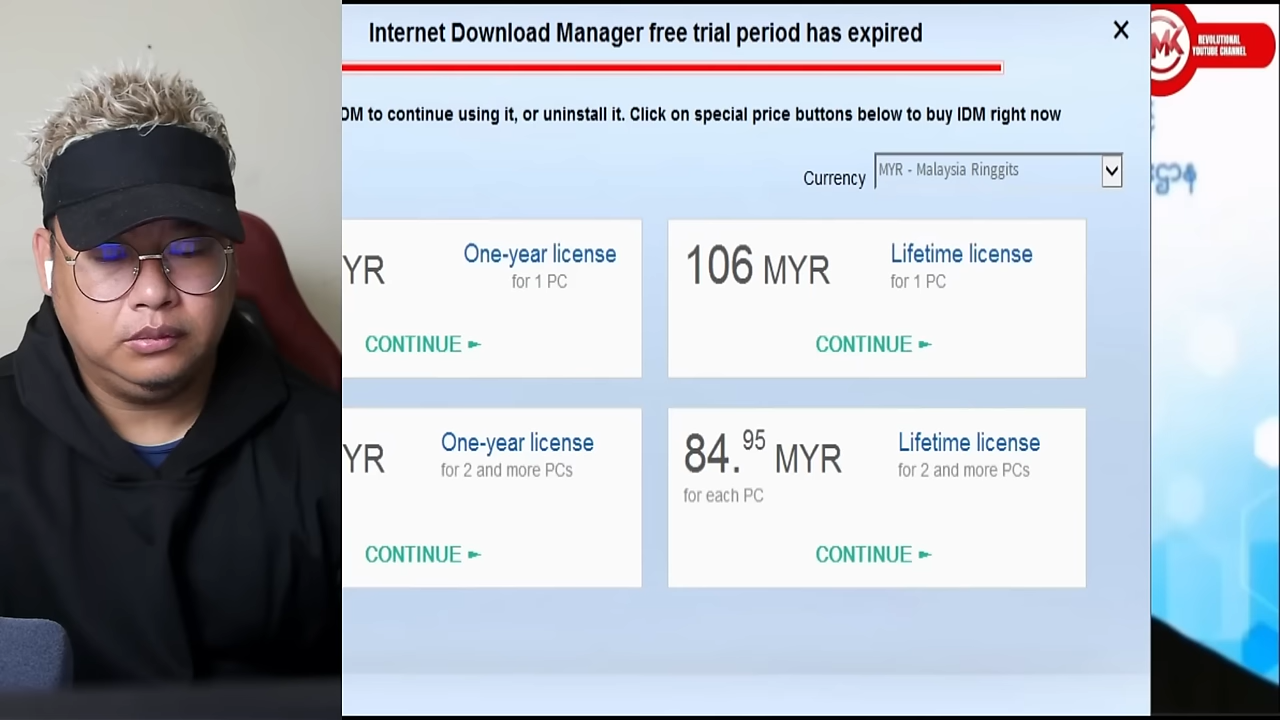 Internet Download Manager free trial period has expired
MK
REVOLUTIONAL
YOUTUBE CHANNEL
DM to continue using it, or uninstall it. Click on special price buttons below to buy IDM right now
Currency
MYR - Malaysia Ringgits
YR
One-year license
for 1 PC
CONTINUE
106 MYR
Lifetime license
for 1 PC
CONTINUE
YR
One-year license
for 2 and more PCs
CONTINUE
84.95 MYR
for each PC
Lifetime license
for 2 and more PCs
CONTINUE